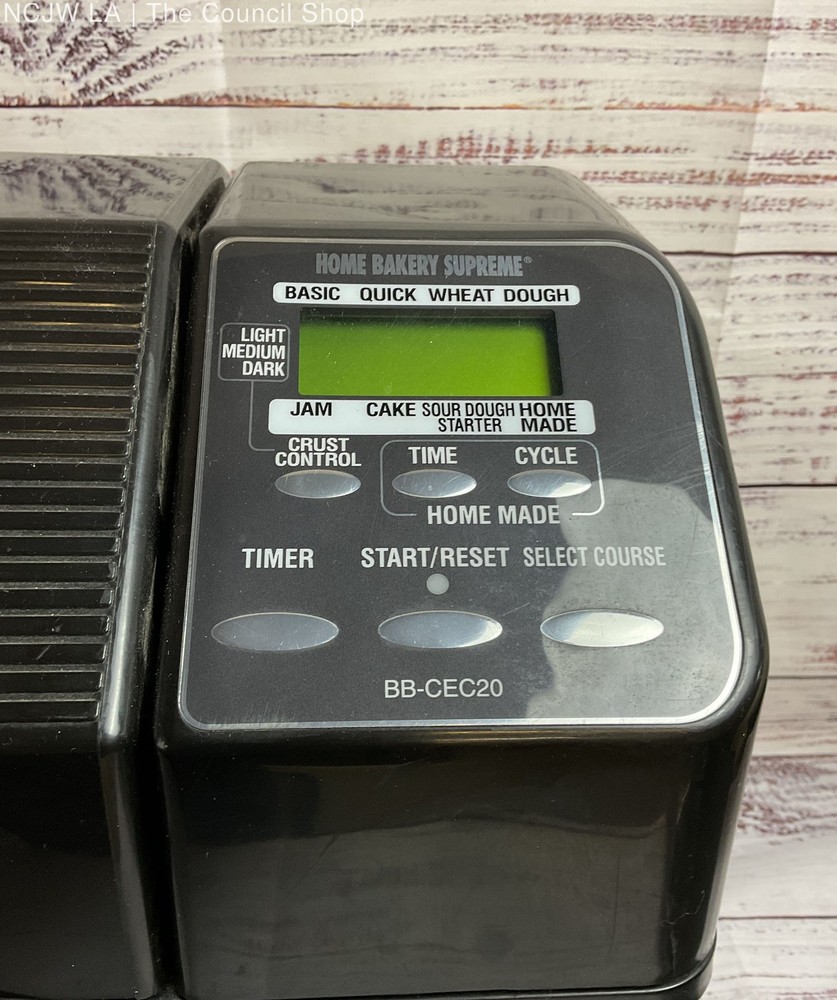 NCJW LA | The Council Shop
HOME BAKERY SUPREME®
BASIC QUICK WHEAT DOUGH
LIGHT
MEDIUM
DARK
JAM CAKE SOUR DOUGH STARTER HOME MADE
CRUST CONTROL
TIME CYCLE
HOME MADE
TIMER START/RESET SELECT COURSE
BB-CEC20